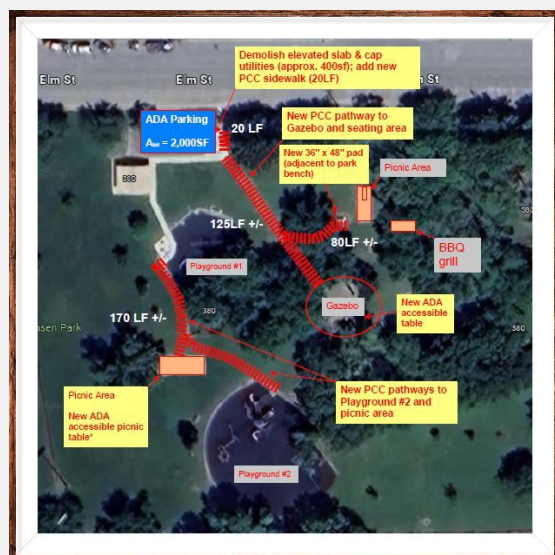 Demolish elevated slab & cap
utilities (approx. 400sf); add new
PCC sidewalk (20LF)
Elm St
Elm St
Elm St
ADA Parking
= 2,000SF
20 LF
New PCC pathway to
Gazebo and seating area
New 36" x 48" pad
(adjacent to park
bench)
Picnic Area
380
125LF +/-
80LF +/-
BBQ
grill
Playground #1
Gazebo
New ADA
accessible
table
170 LF +/-
380
380
sen Park
Picnic Area
New ADA
accessible picnic
table*
New PCC pathways to
Playground #2 and
picnic area
Playground #2